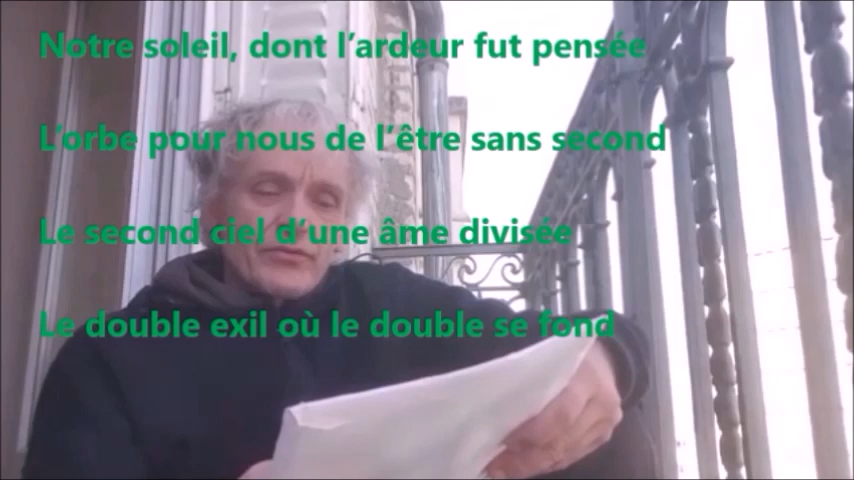 Notre soleil, dont l’ardeur fut pensée
L’orbe pour nous de l’être sans second
Le second ciel d’une âme divisée
Le double exil où le double se fond